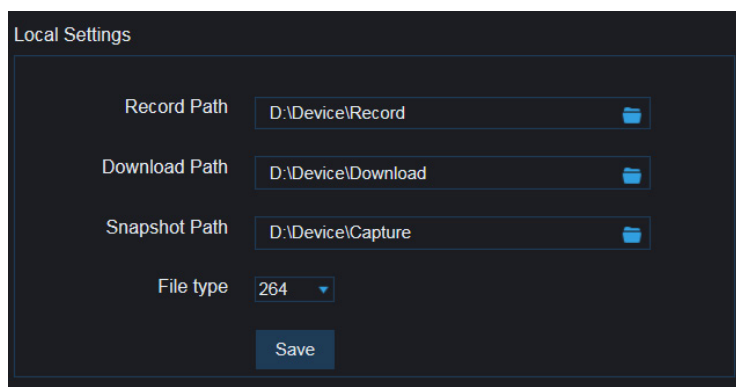 Local Settings
Record Path D:\Device\Record
Download Path D:\Device\Download
Snapshot Path D:\Device\Capture
File type 264
Save